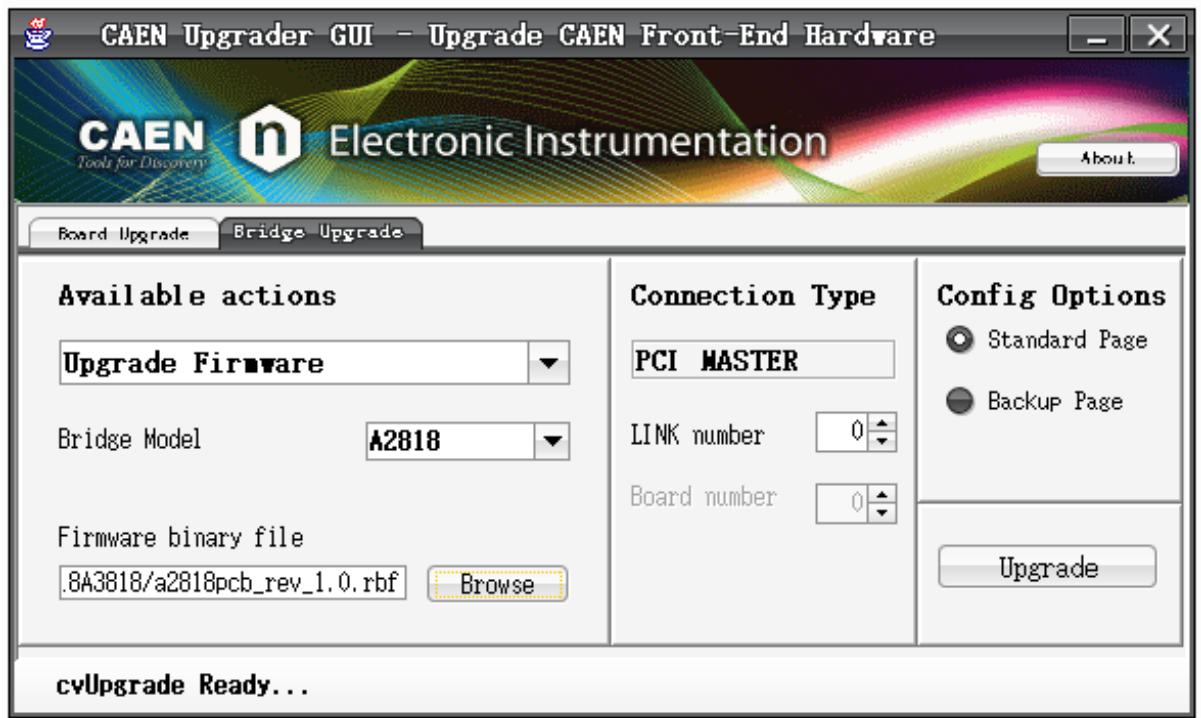 CAEN Upgrader GUI - Upgrade CAEN Front-End Hardware
CAEN
Tools for Discovery
n
Electronic Instrumentation
About
Board Upgrade
Bridge Upgrade
Available actions
Upgrade Firmware
Bridge Model
A2818
Firmware binary file
.8A3818/a2818pcb_rev_1.0.rbf
Browse
Connection Type
PCI MASTER
LINK number
0
Board number
0
Config Options
Standard Page
Backup Page
Upgrade
cvUpgrade Ready...